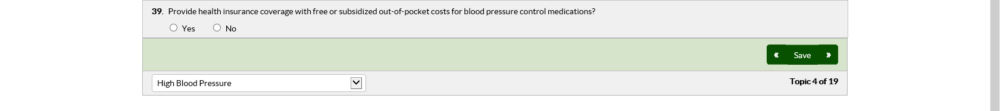 39. Provide health insurance coverage with free or subsidized out-of-pocket costs for blood pressure control medications?
Yes No
« Save »
High Blood Pressure
Topic 4 of 19